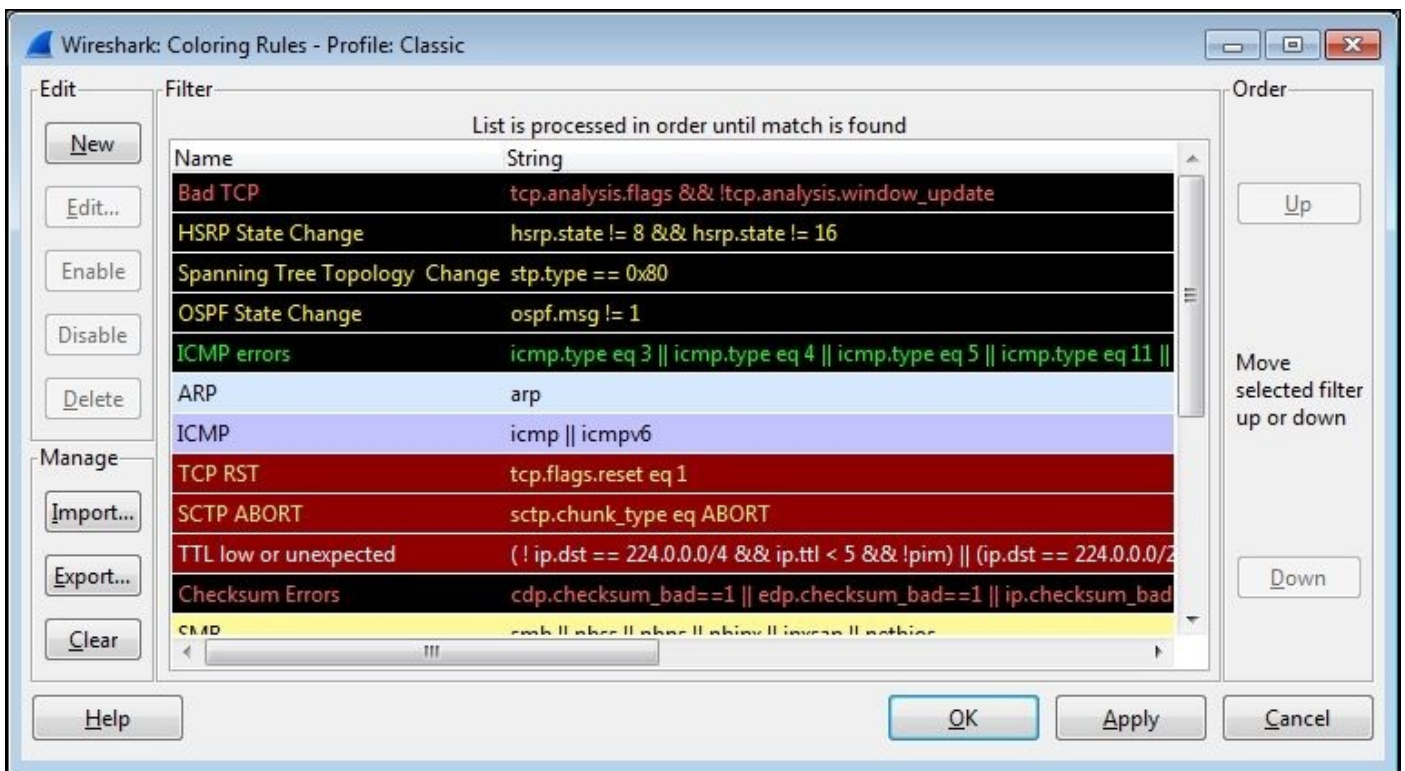 Wireshark: Coloring Rules - Profile: Classic
Edit
New
Edit...
Enable
Disable
Delete
Manage
Import...
Export...
Clear
Filter
List is processed in order until match is found
Name String
Bad TCP tcp.analysis.flags && !tcp.analysis.window_update
HSRP State Change hsrp.state != 8 && hsrp.state != 16
Spanning Tree Topology  Change stp.type == 0x80
OSPF State Change ospf.msg != 1
ICMP errors icmp.type eq 3 || icmp.type eq 4 || icmp.type eq 5 || icmp.type eq 11 ||
ARP arp
ICMP icmp || icmpv6
TCP RST tcp.flags.reset eq 1
SCTP ABORT sctp.chunk_type eq ABORT
TTL low or unexpected ( ! ip.dst == 224.0.0.0/4 && ip.ttl < 5 && !pim) || (ip.dst == 224.0.0.0/2
Checksum Errors cdp.checksum_bad==1 || edp.checksum_bad==1 || ip.checksum_bad
SMB smb || nbss || nbns || nbipx || ipxsap || netbios
Order
Up
Move
selected filter
up or down
Down
Help
OK
Apply
Cancel